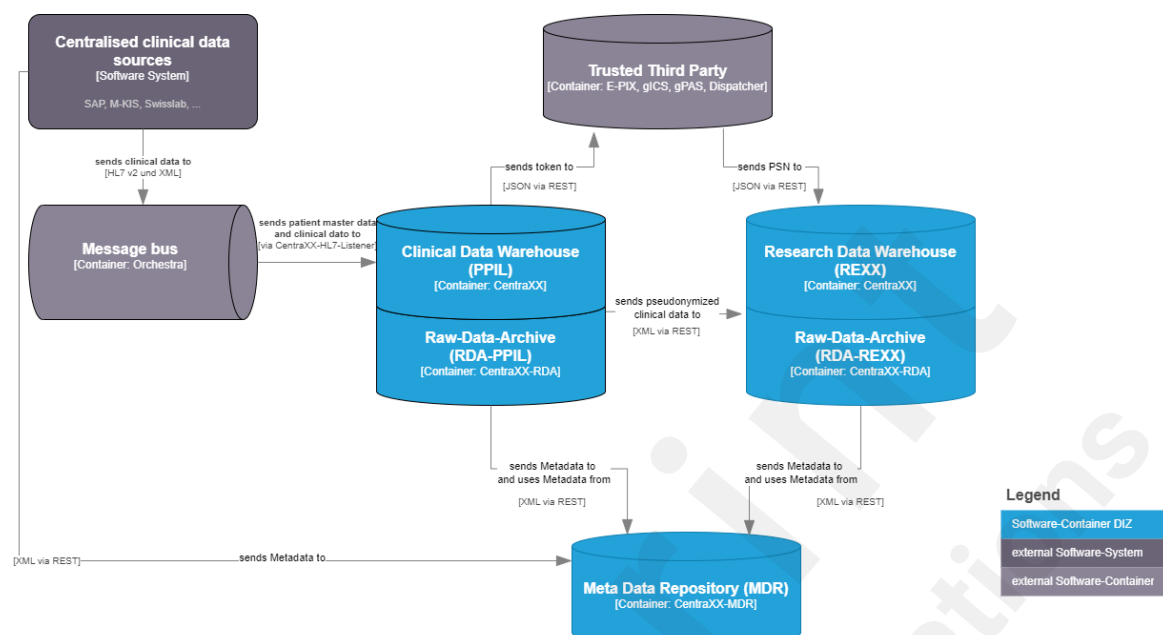 Centralised clinical data
sources
[Software System]
SAP, M-KIS, Swisslab, ...
Trusted Third Party
[Container: E-PIX, gICS, gPAS, Dispatcher]
sends clinical data to
[HL7 v2 und XML]
sends token to
[JSON via REST]
sends PSN to
[JSON via REST]
Message bus
[Container: Orchestra]
sends patient master data
and clinical dato to
[via CentraXX-HL7-Listener]
Clinical Data Warehouse
(PPIL)
[Container: CentraXX]
Raw-Data-Archive
(RDA-PPIL)
[Container: CentraXX-RDA]
sends pseudonymized
clinical data to
[XML via REST]
Research Data Warehouse
(REXX)
[Container: CentraXX]
Raw-Data-Archive
(RDA-REXX)
[Container: CentraXX-RDA]
sends Metadata to
and uses Metadata from
[XML via REST]
sends Metadata to
and uses Metadata from
[XML via REST]
[XML via REST]
sends Metadata to
Meta Data Repository (MDR)
[Container: CentraXX-MDR]
Legend
Software-Container DIZ
external Software-System
external Software-Container